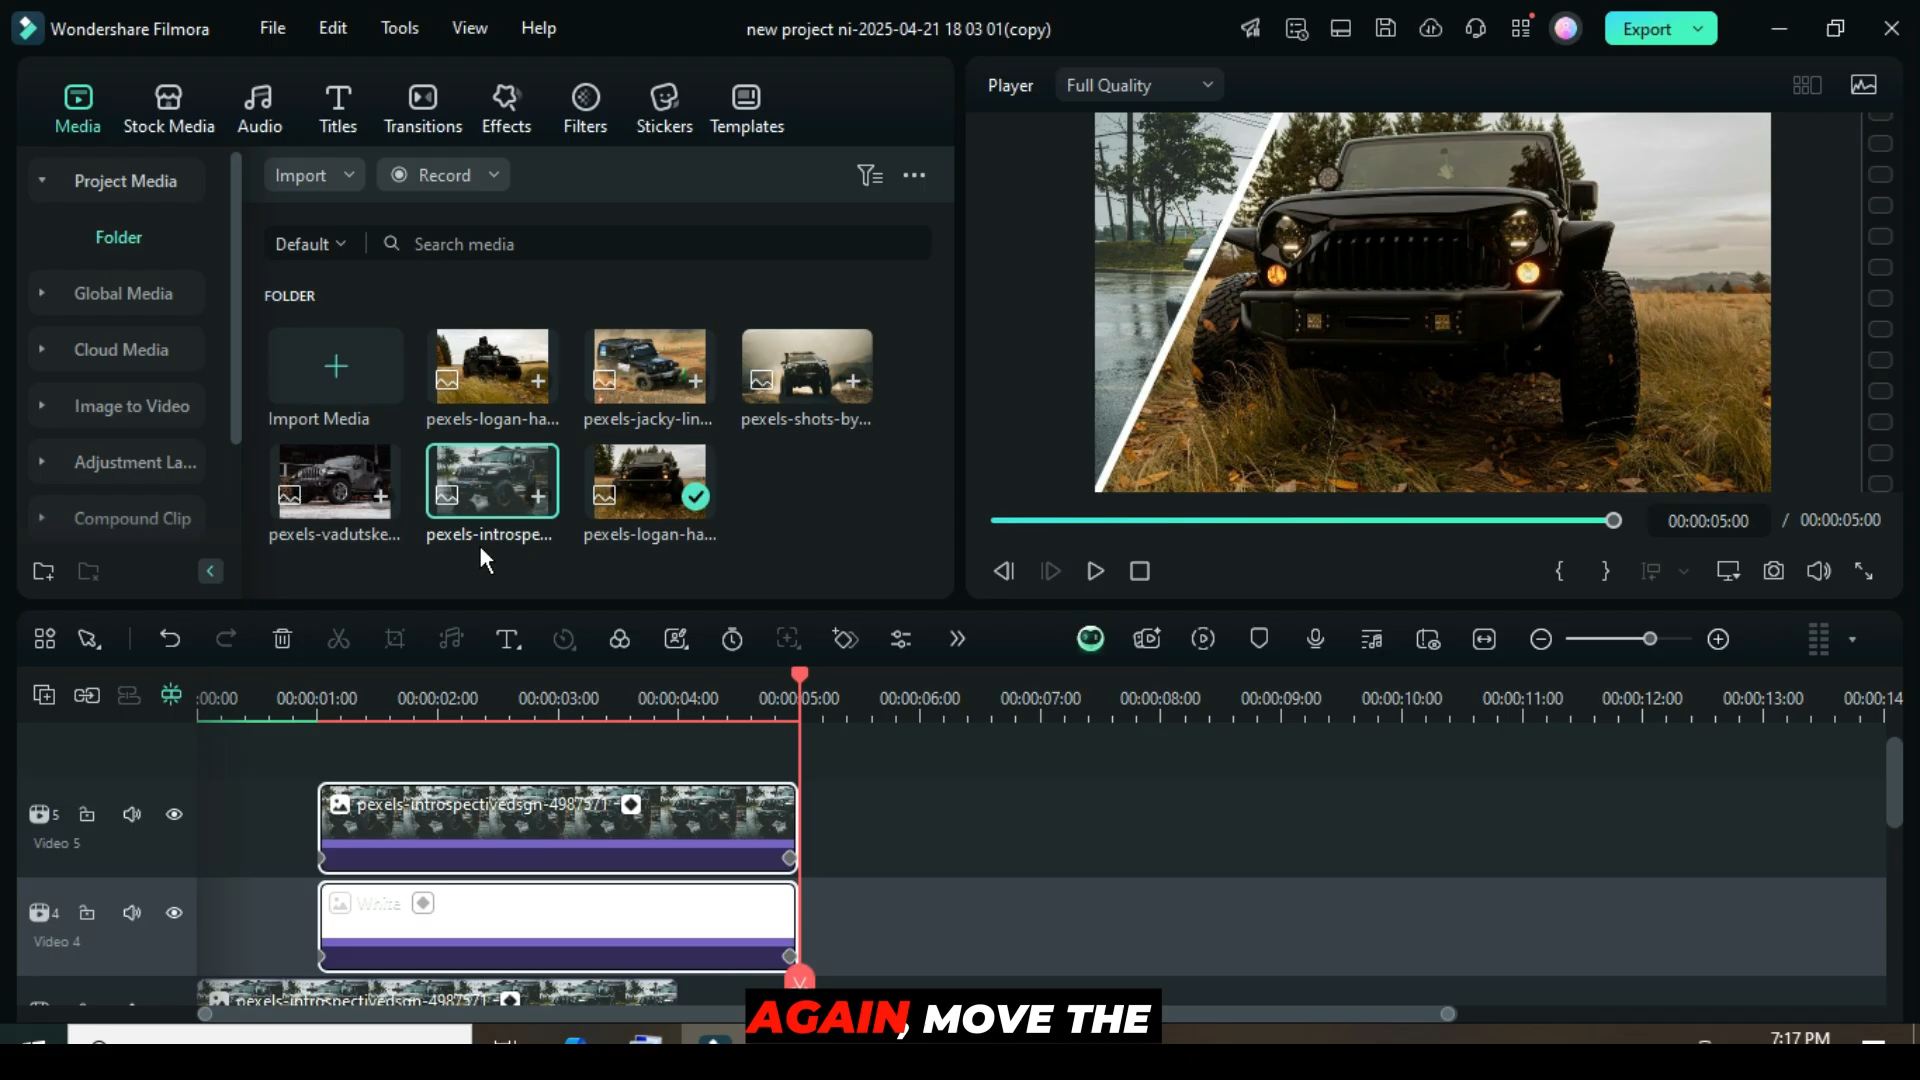 Wondershare Filmora
File
Edit
Tools
View
Help
new project ni-2025-04-21 18 03 01(copy)
Export
Media
Stock Media
Audio
Titles
Transitions
Effects
Filters
Stickers
Templates
Player
Full Quality
Project Media
Folder
Global Media
Cloud Media
Image to Video
Adjustment La...
Compound Clip
Import
Record
Default
Search media
FOLDER
Import Media
pexels-logan-ha...
pexels-jacky-lin...
pexels-shots-by...
pexels-vadutske...
pexels-introspe...
pexels-logan-ha...
00:00:05:00 / 00:00:05:00
:00:00
00:00:01:00
00:00:02:00
00:00:03:00
00:00:04:00
00:00:05:00
00:00:06:00
00:00:07:00
00:00:08:00
00:00:09:00
00:00:10:00
00:00:11:00
00:00:12:00
00:00:13:00
00:00:14
5
Video 5
pexels-introspectivedsgn-4987571
4
Video 4
White
pexels-introspectivedsgn-4987571
AGAIN, MOVE THE
7:17 PM